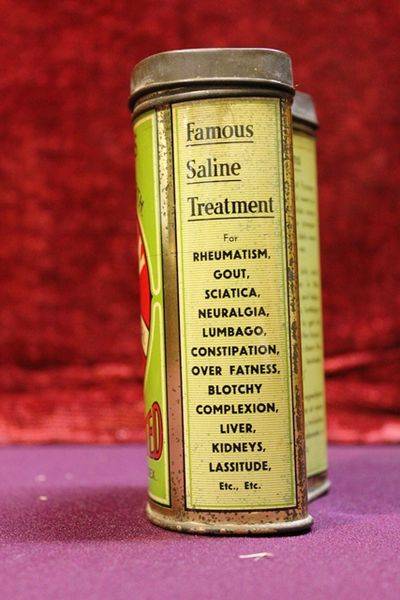 Famous
Saline
Treatment
For
RHEUMATISM,
GOUT,
SCIATICA,
NEURALGIA,
LUMBAGO,
CONSTIPATION,
OVER FATNESS,
BLOTCHY
COMPLEXION,
LIVER,
KIDNEYS,
LASSITUDE,
Etc., Etc.